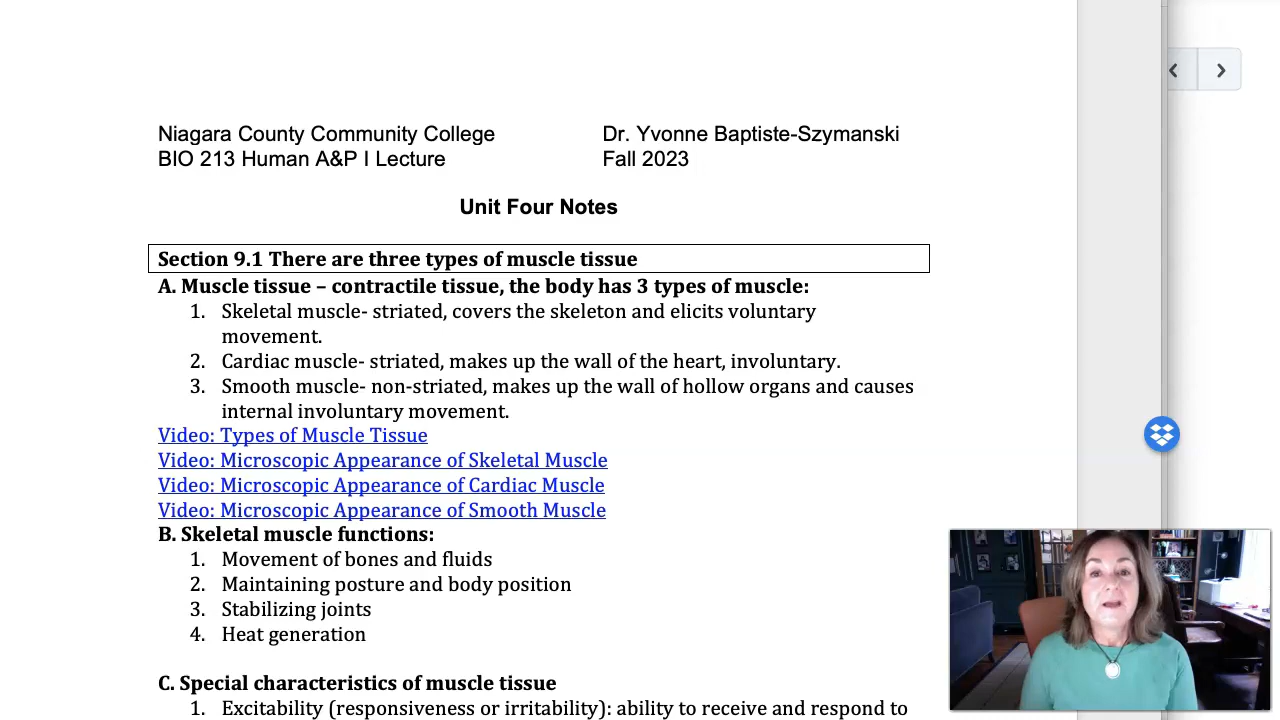 Niagara County Community College Dr. Yvonne Baptiste-Szymanski
BIO 213 Human A&P I Lecture Fall 2023
Unit Four Notes
Section 9.1 There are three types of muscle tissue
A. Muscle tissue – contractile tissue, the body has 3 types of muscle:
1. Skeletal muscle- striated, covers the skeleton and elicits voluntary
movement.
2. Cardiac muscle- striated, makes up the wall of the heart, involuntary.
3. Smooth muscle- non-striated, makes up the wall of hollow organs and causes
internal involuntary movement.
Video: Types of Muscle Tissue
Video: Microscopic Appearance of Skeletal Muscle
Video: Microscopic Appearance of Cardiac Muscle
Video: Microscopic Appearance of Smooth Muscle
B. Skeletal muscle functions:
1. Movement of bones and fluids
2. Maintaining posture and body position
3. Stabilizing joints
4. Heat generation
C. Special characteristics of muscle tissue
1. Excitability (responsiveness or irritability): ability to receive and respond to